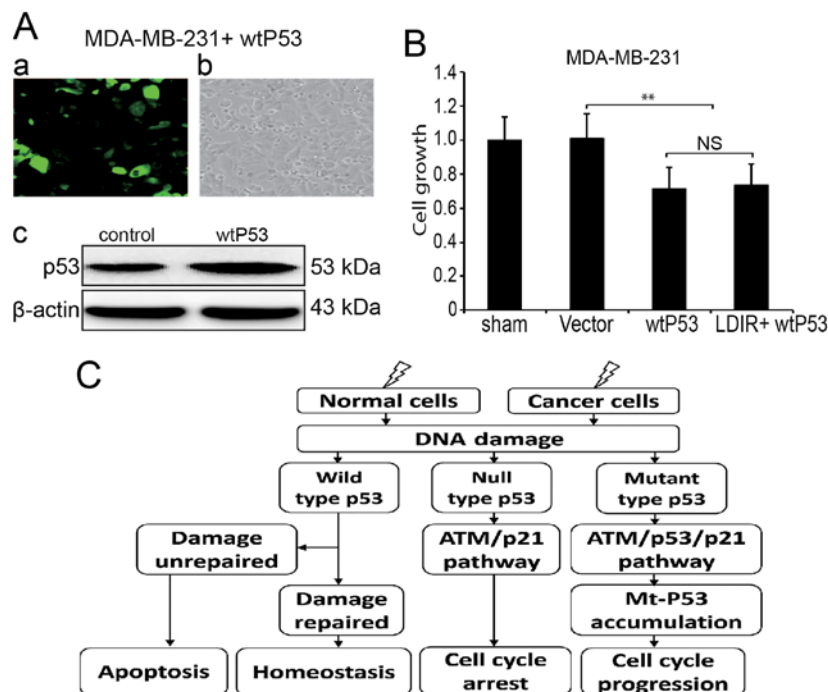 A
MDA-MB-231+ wtP53
a
b
c
control
wtP53
p53
53 kDa
β-actin
43 kDa
B
MDA-MB-231
Cell growth
1.4
1.2
1.0
0.8
0.6
0.4
0.2
0
**
NS
sham
Vector
wtP53
LDIR+ wtP53
C
Normal cells
Cancer cells
DNA damage
Wild
type p53
Null
type p53
Mutant
type p53
Damage
unrepaired
ATM/p21
pathway
ATM/p53/p21
pathway
Damage
repaired
Mt-P53
accumulation
Apoptosis
Homeostasis
Cell cycle
arrest
Cell cycle
progression